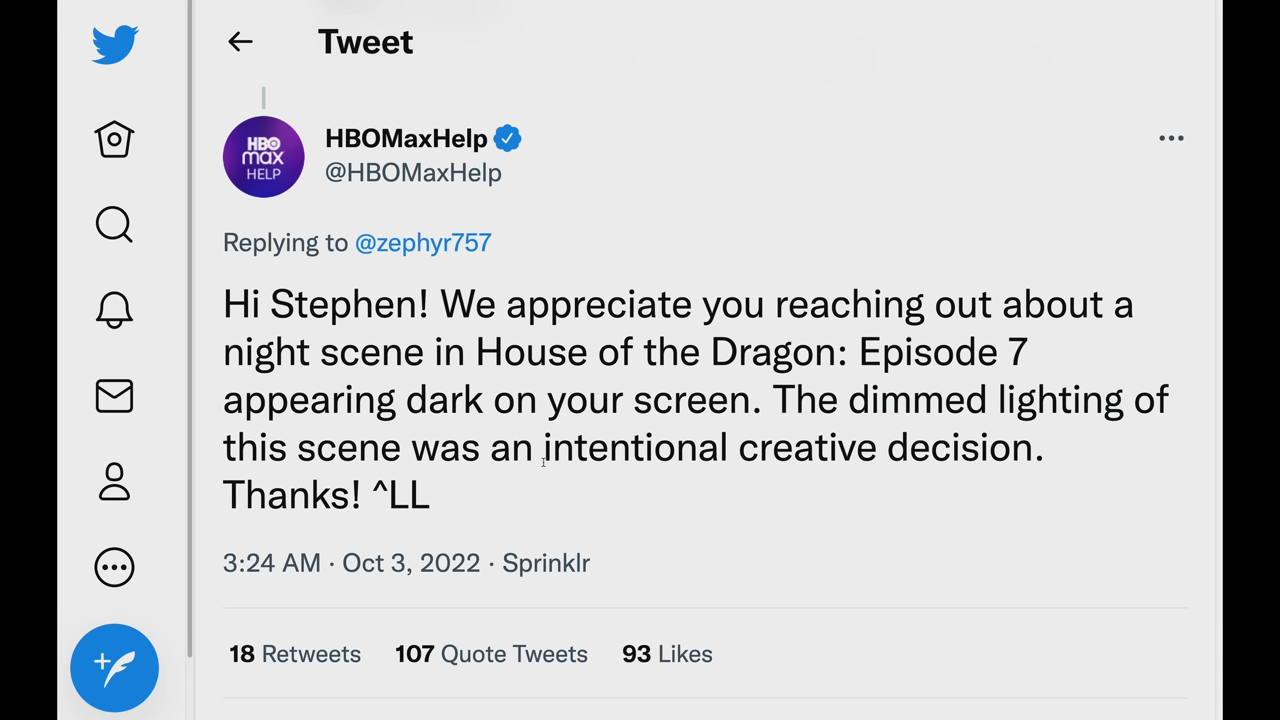 Tweet
HBO
max
HELP
HBOMaxHelp
@HBOMaxHelp
Replying to @zephyr757
Hi Stephen! We appreciate you reaching out about a
night scene in House of the Dragon: Episode 7
appearing dark on your screen. The dimmed lighting of
this scene was an intentional creative decision.
Thanks! ^LL
3:24 AM · Oct 3, 2022 · Sprinklr
18 Retweets 107 Quote Tweets 93 Likes